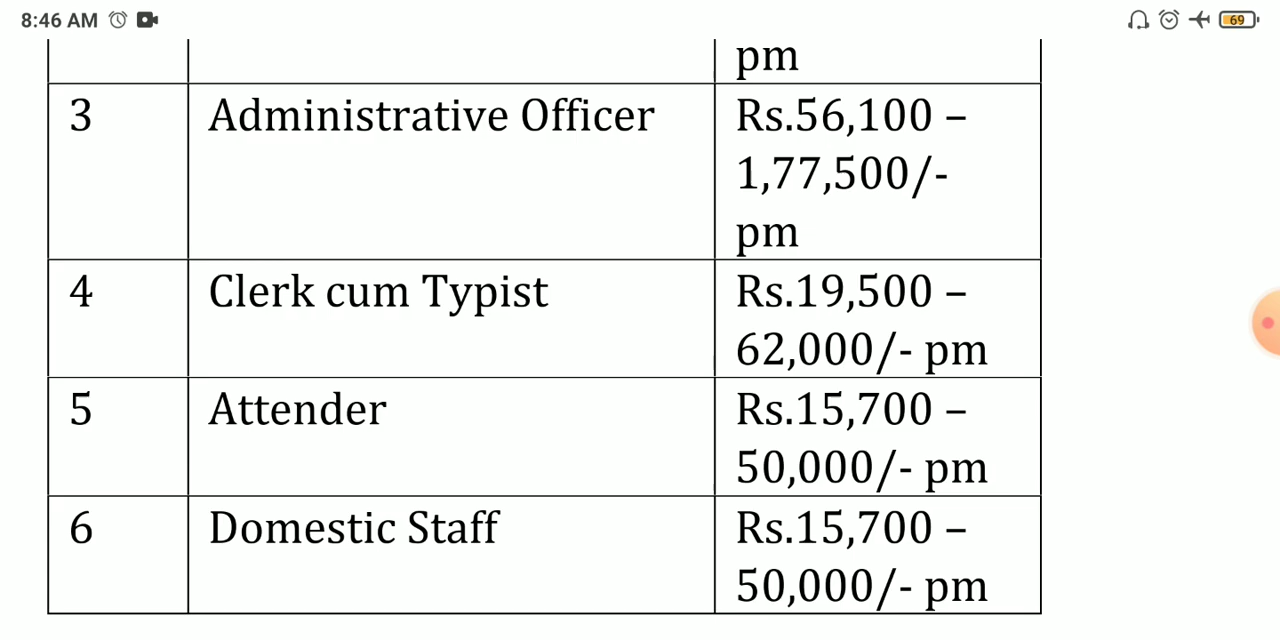 8:46 AM
69
pm
3 Administrative Officer Rs.56,100 –
1,77,500/-
pm
4 Clerk cum Typist Rs.19,500 –
62,000/- pm
5 Attender Rs.15,700 –
50,000/- pm
6 Domestic Staff Rs.15,700 –
50,000/- pm